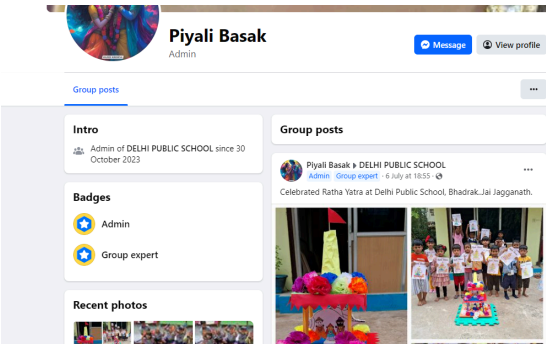 Piyali Basak
Admin
Message
View profile
Group posts
Intro
Admin of DELHI PUBLIC SCHOOL since 30
October 2023
Badges
Admin
Group expert
Recent photos
Group posts
Piyali Basak ▸ DELHI PUBLIC SCHOOL
Admin Group expert · 6 July at 18:55 ·
Celebrated Ratha Yatra at Delhi Public School, Bhadrak..Jai Jagganath.